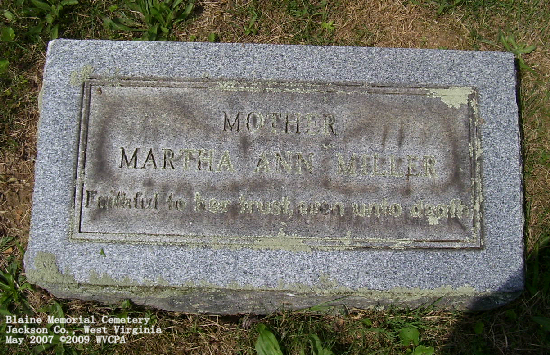 MOTHER
MARTHA ANN MILLER
Faithful to her trust even unto death
Blaine Memorial Cemetery
Jackson Co., West Virginia
May 2007 ©2009 WVCPA